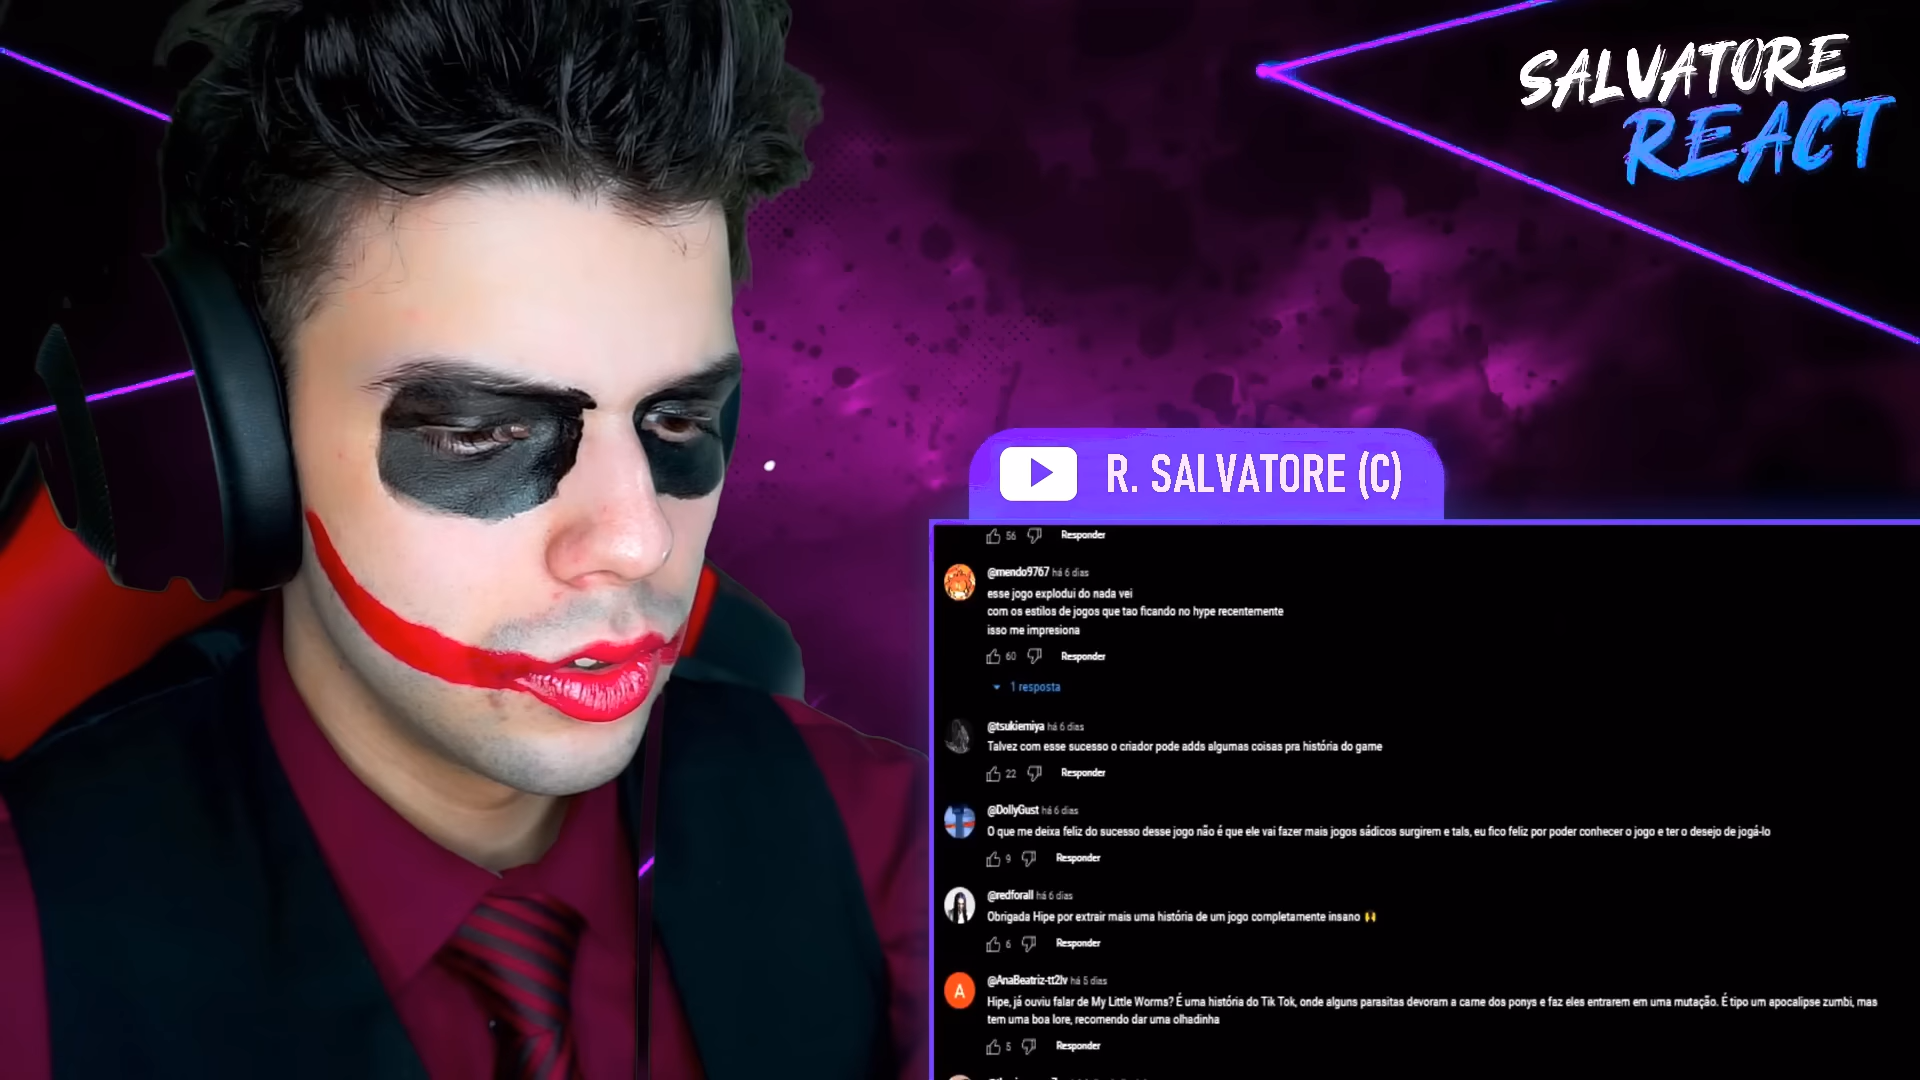 SALVATORE
REACT
R. SALVATORE (C)
56 Responder
@mendo9767 há 6 dias
esse jogo explodui do nada vei
com os estilos de jogos que tao ficando no hype recentemente
isso me impresiona
60 Responder
1 resposta
@tsukiemiya há 6 dias
Talvez com esse sucesso o criador pode adds algumas coisas pra história do game
22 Responder
@DollyGust há 6 dias
O que me deixa feliz do sucesso desse jogo não é que ele vai fazer mais jogos sádicos surgirem e tals, eu fico feliz por poder conhecer o jogo e ter o desejo de jogá-lo
9 Responder
@redforall há 6 dias
Obrigada Hipe por extrair mais uma história de um jogo completamente insano 🙌
6 Responder
A
@AnaBeatriz-tt2lv há 5 dias
Hipe, já ouviu falar de My Little Worms? É uma história do Tik Tok, onde alguns parasitas devoram a carne dos ponys e faz eles entrarem em uma mutação. É tipo um apocalipse zumbi, mas
tem uma boa lore, recomendo dar uma olhadinha
5 Responder